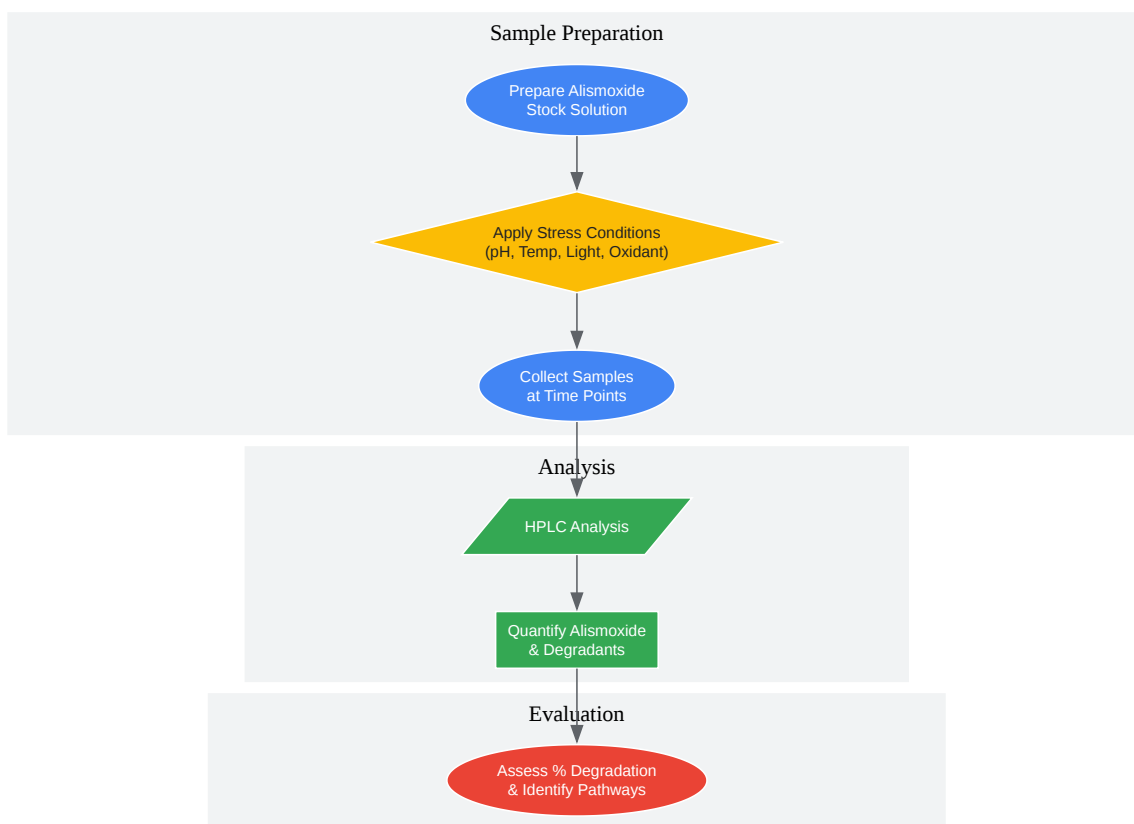 Sample Preparation
Prepare Alismoxide
Stock Solution
Apply Stress Conditions
(pH, Temp, Light, Oxidant)
Collect Samples
at Time Points
Analysis
HPLC Analysis
Quantify Alismoxide
& Degradants
Evaluation
Assess % Degradation
& Identify Pathways